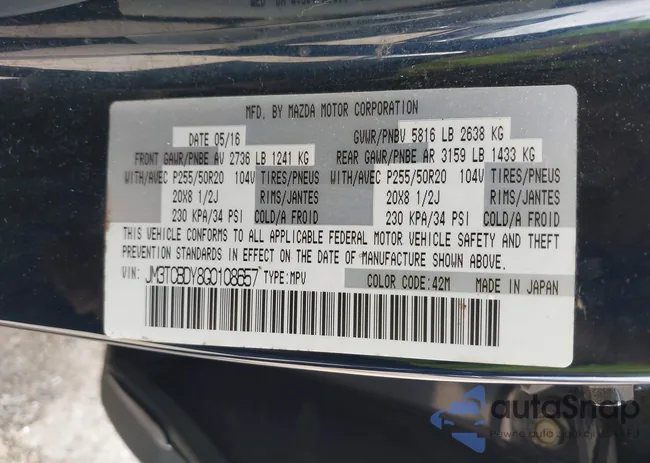 MFD. BY MAZDA MOTOR CORPORATION
DATE 05/16 GVWR/PNBV 5816 LB 2638 KG
FRONT GAWR/PNBE AV 2736 LB 1241 KG REAR GAWR/PNBE AR 3159 LB 1433 KG
WITH/AVEC P255/50R20 104V TIRES/PNEUS WITH/AVEC P255/50R20 104V TIRES/PNEUS
20X8 1/2J RIMS/JANTES 20X8 1/2J RIMS/JANTES
230 KPA/34 PSI COLD/A FROID 230 KPA/34 PSI COLD/A FROID
THIS VEHICLE CONFORMS TO ALL APPLICABLE FEDERAL MOTOR VEHICLE SAFETY AND THEFT
PREVENTION STANDARDS IN EFFECT ON THE DATE OF MANUFACTURE SHOWN ABOVE.
VIN: JM3TCBDY8G0108657 TYPE:MPV COLOR CODE:42M MADE IN JAPAN
autaSnap